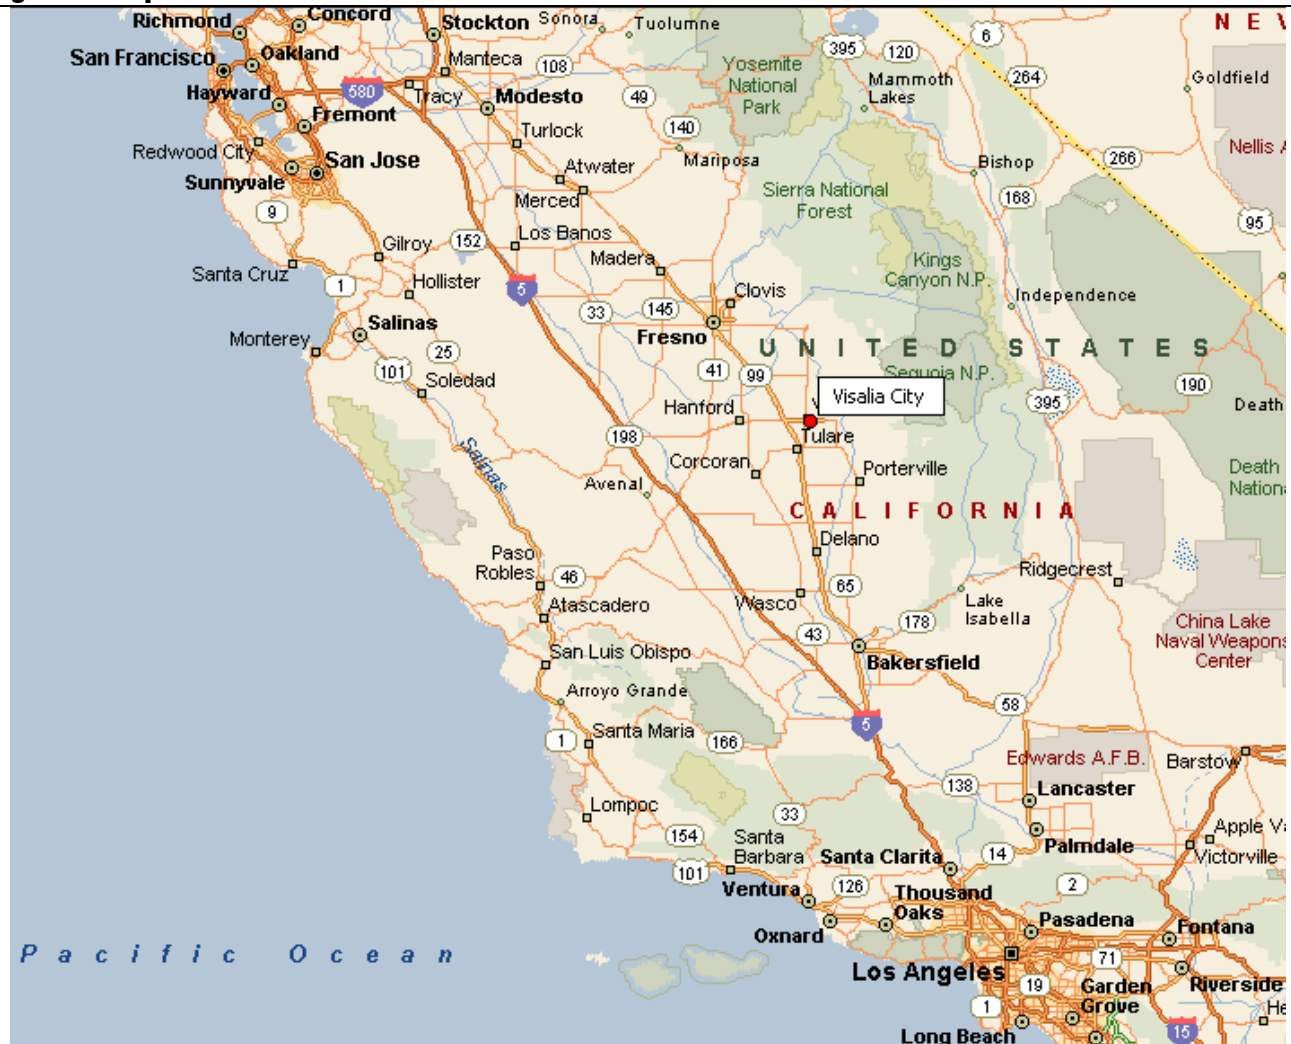 Richmond
Concord
Stockton
Sonora
Tuolumne
6
N E V
395
120
San Francisco
Oakland
Manteca
108
Yosemite
National
Park
Mammoth
Lakes
264
Goldfield
Hayward
580
Tracy
Modesto
49
Fremont
Turlock
140
Redwood City
San Jose
Atwater
Mariposa
Bishop
266
Nellis A
Sunnyvale
Merced
Sierra National
Forest
168
9
95
Gilroy
152
Los Banos
Madera
Kings
Canyon N.P.
Santa Cruz
1
Hollister
5
Clovis
Independence
33
145
Salinas
Fresno
Monterey
25
UNITED STATES
101
Soledad
41
99
Sequoia N.P.
190
Visalia City
V
395
Death
Hanford
198
Tulare
Salinas
Corcoran
Porterville
Death
Nation
Avenal
CALIFORNIA
Delano
Paso
Robles
46
65
Ridgecrest
Atascadero
Wasco
Lake
Isabella
178
China Lake
Naval Weapons
Center
43
San Luis Obispo
Bakersfield
Arroyo Grande
58
5
1
Santa Maria
166
Edwards A.F.B.
Barstow
138
Lancaster
Lompoc
33
Apple Va
154
Santa
Barbara
Santa Clarita
14
Palmdale
Victorville
101
Ventura
126
Thousand
Oaks
2
Oxnard
Pasadena
Fontana
Pacific Ocean
Los Angeles
71
19
Garden
Grove
Riverside
1
He
Long Beach
15